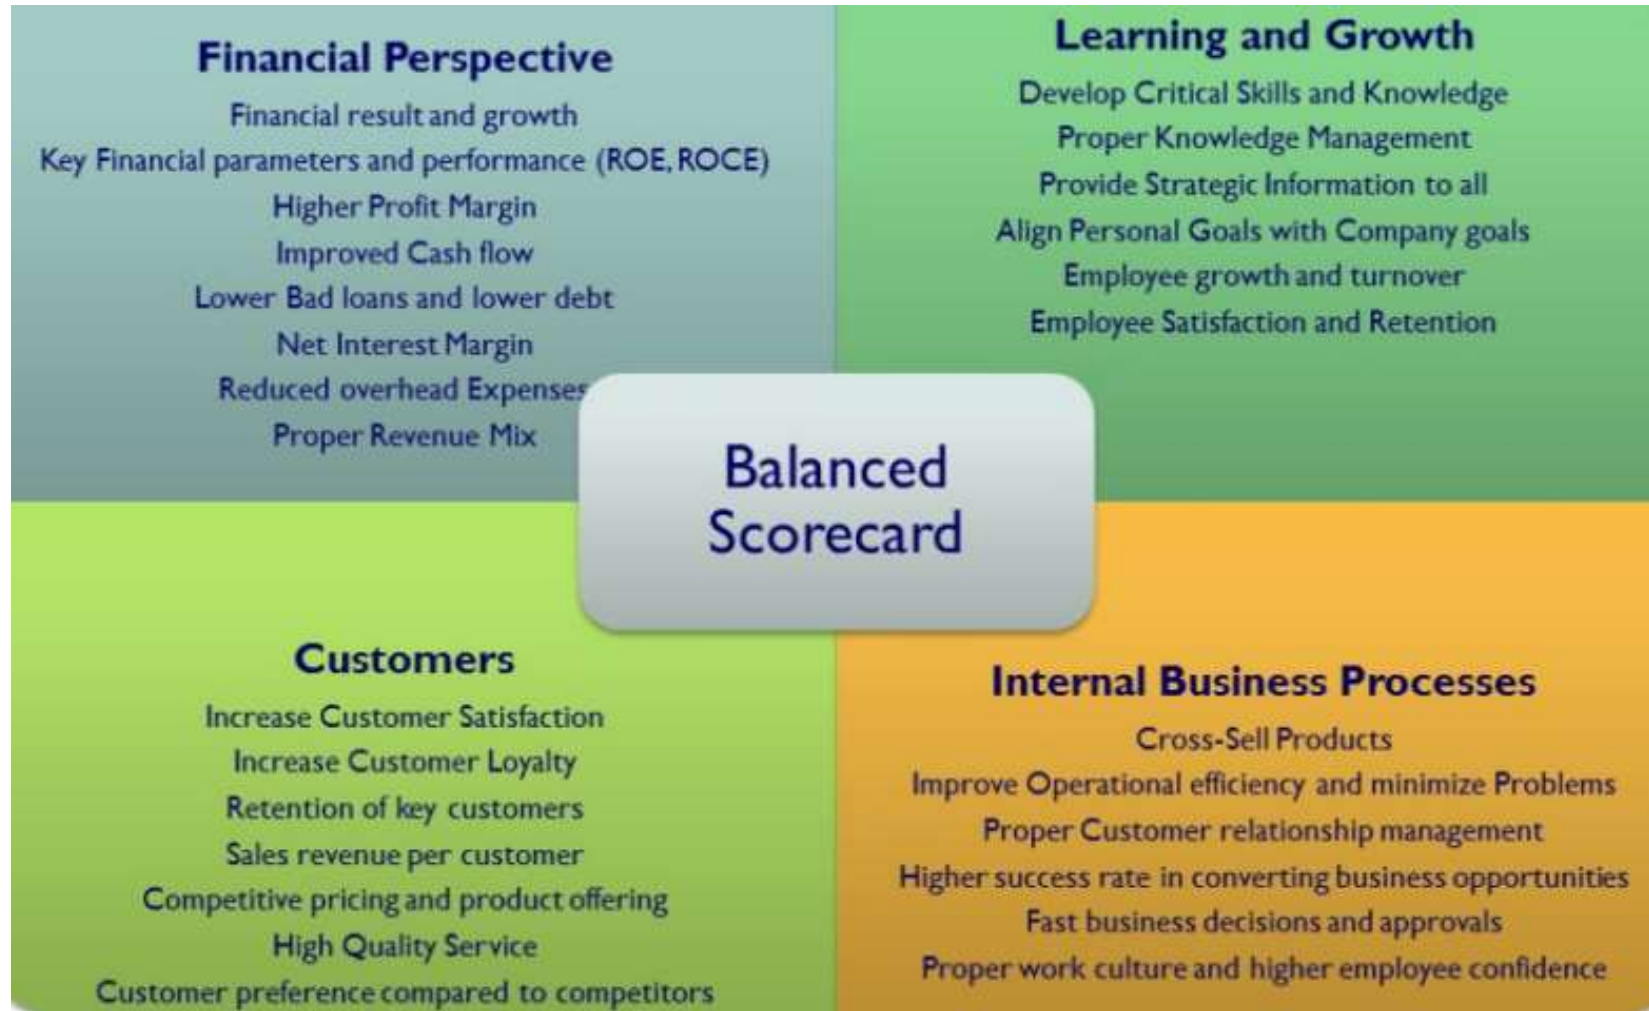 Financial Perspective
Financial result and growth
Key Financial parameters and performance (ROE, ROCE)
Higher Profit Margin
Improved Cash flow
Lower Bad loans and lower debt
Net Interest Margin
Reduced overhead Expenses
Proper Revenue Mix
Learning and Growth
Develop Critical Skills and Knowledge
Proper Knowledge Management
Provide Strategic Information to all
Align Personal Goals with Company goals
Employee growth and turnover
Employee Satisfaction and Retention
Balanced
Scorecard
Customers
Increase Customer Satisfaction
Increase Customer Loyalty
Retention of key customers
Sales revenue per customer
Competitive pricing and product offering
High Quality Service
Customer preference compared to competitors
Internal Business Processes
Cross-Sell Products
Improve Operational efficiency and minimize Problems
Proper Customer relationship management
Higher success rate in converting business opportunities
Fast business decisions and approvals
Proper work culture and higher employee confidence